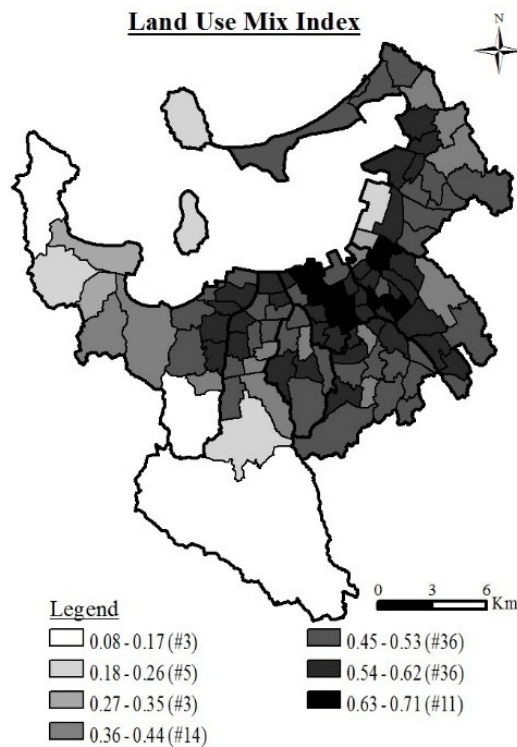 Land Use Mix Index
N
0 3 6
Km
Legend
0.08 - 0.17 (#3)
0.18 - 0.26 (#5)
0.27 - 0.35 (#3)
0.36 - 0.44 (#14)
0.45 - 0.53 (#36)
0.54 - 0.62 (#36)
0.63 - 0.71 (#11)